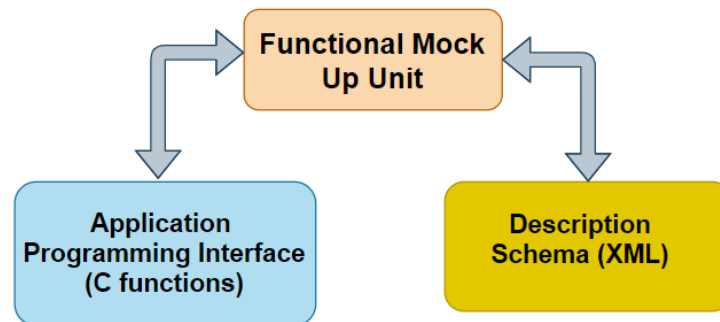 Functional Mock
Up Unit
Application
Programming Interface
(C functions)
Description
Schema (XML)